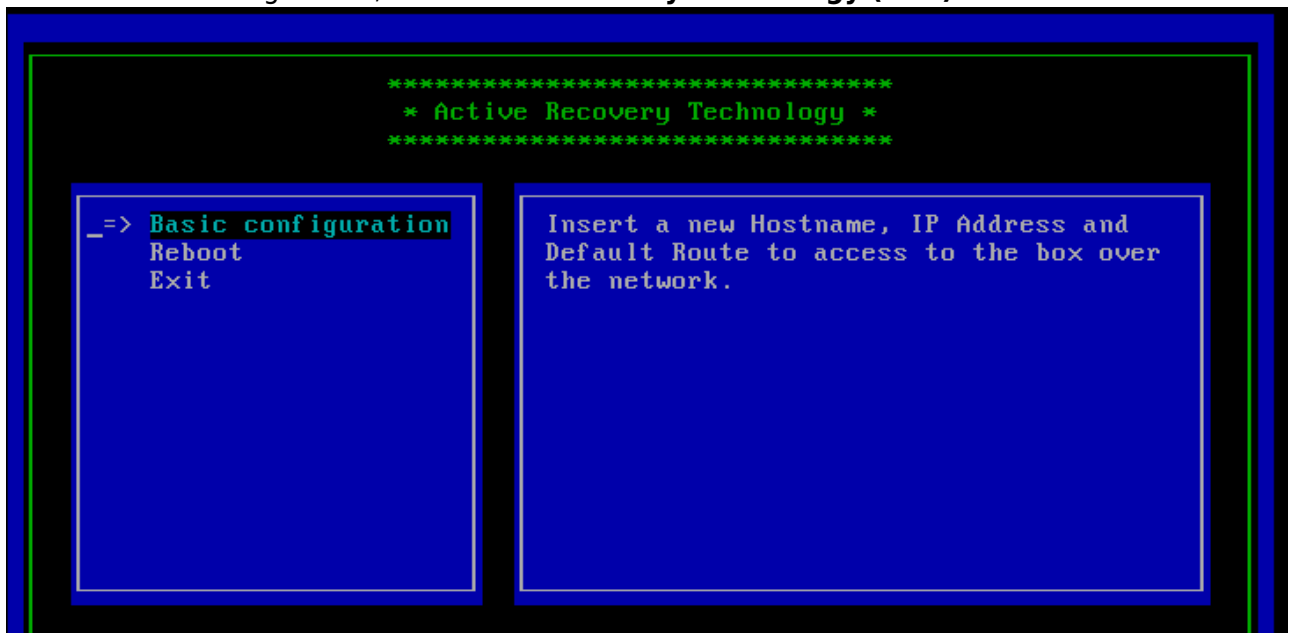 *********************************
* Active Recovery Technology *
*********************************
_=> Basic configuration
Reboot
Exit
Insert a new Hostname, IP Address and
Default Route to access to the box over
the network.